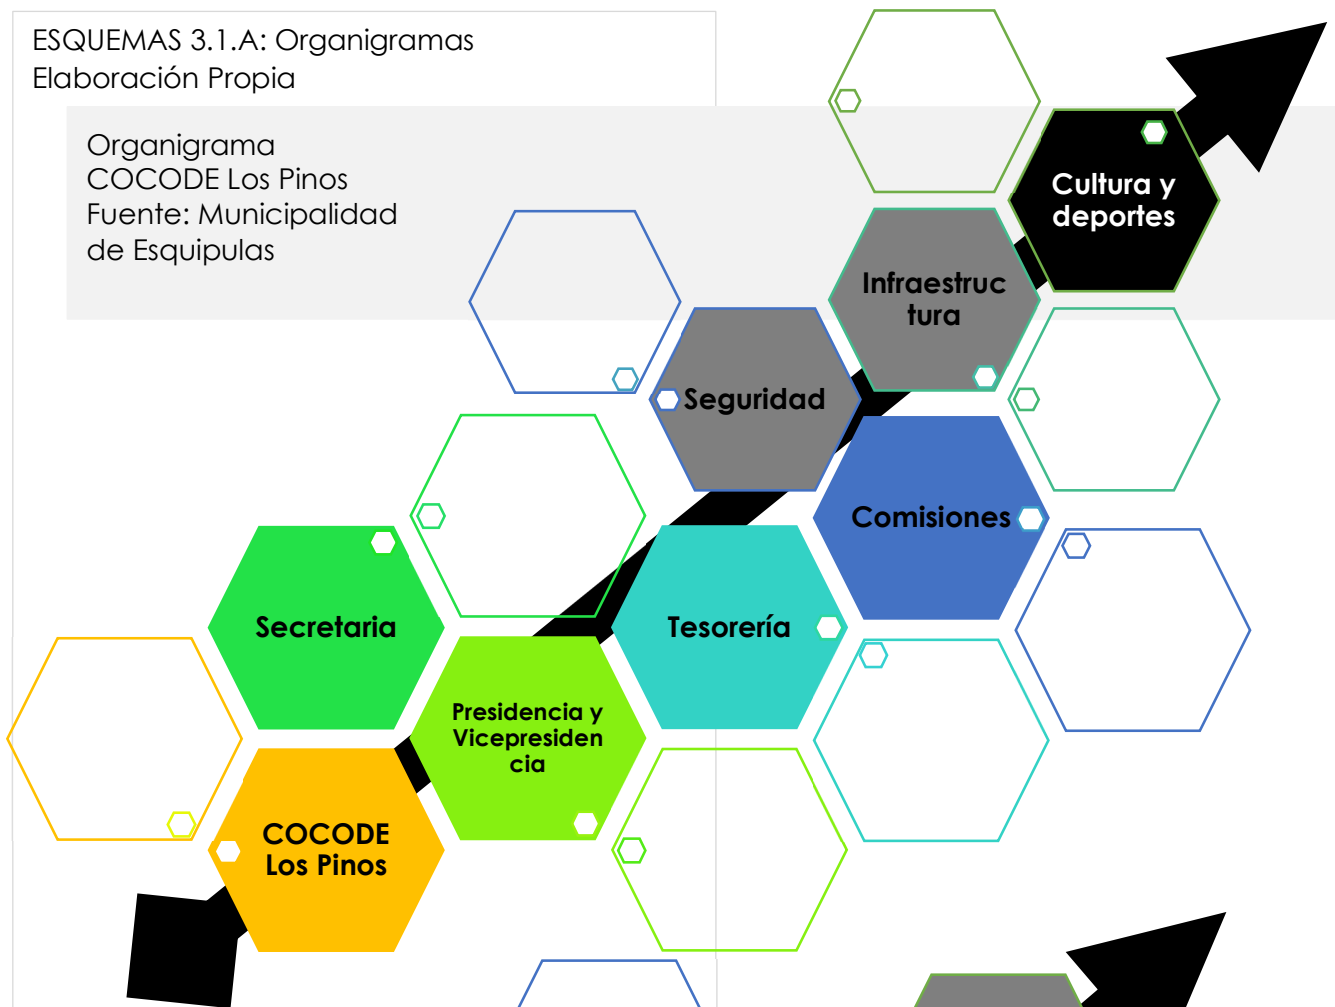 ESQUEMAS 3.1.A: Organigramas
Elaboración Propia
Organigrama
COCODE Los Pinos
Fuente: Municipalidad
de Esquipulas
Cultura y
deportes
Infraestruc
tura
Seguridad
Comisiones
Secretaria
Tesorería
Presidencia y
Vicepresiden
cia
COCODE
Los Pinos